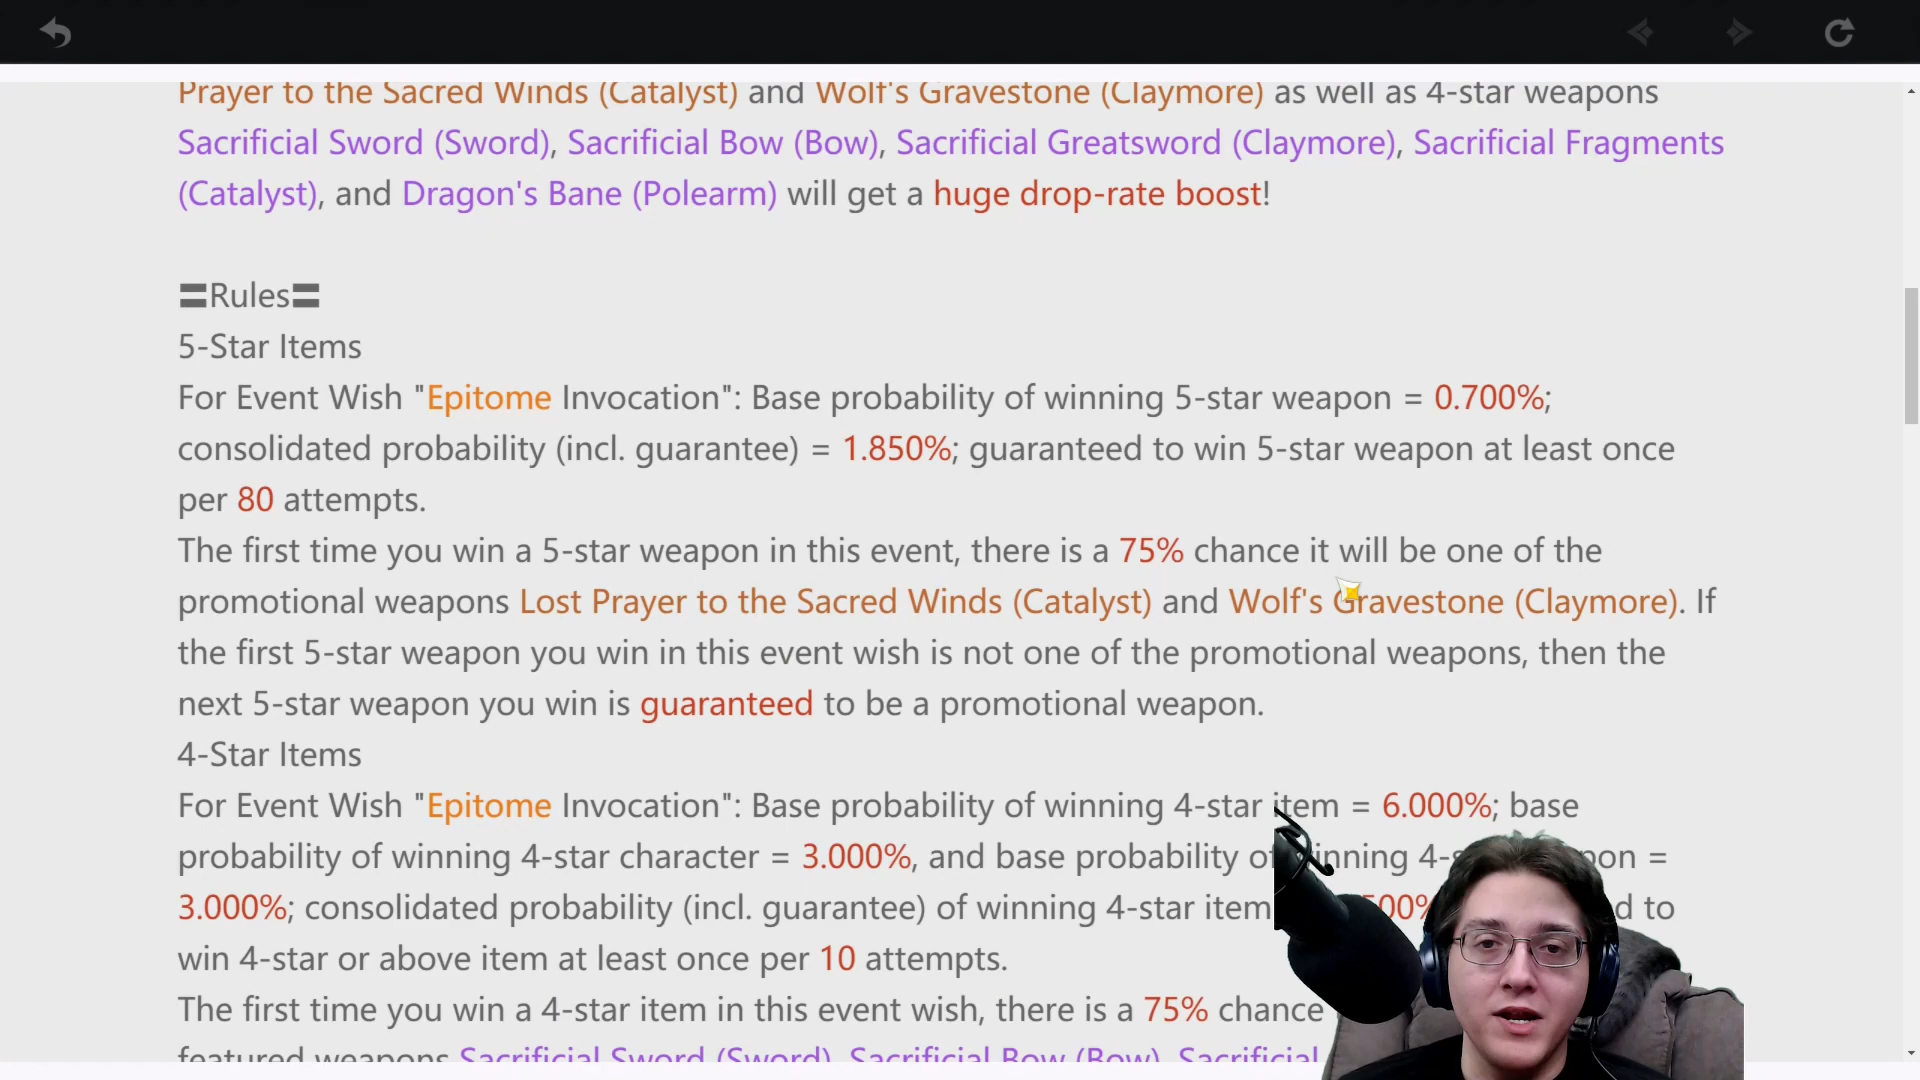 Prayer to the Sacred Winds (Catalyst) and Wolf's Gravestone (Claymore) as well as 4-star weapons
Sacrificial Sword (Sword), Sacrificial Bow (Bow), Sacrificial Greatsword (Claymore), Sacrificial Fragments
(Catalyst), and Dragon's Bane (Polearm) will get a huge drop-rate boost!
〓Rules〓
5-Star Items
For Event Wish "Epitome Invocation": Base probability of winning 5-star weapon = 0.700%;
consolidated probability (incl. guarantee) = 1.850%; guaranteed to win 5-star weapon at least once
per 80 attempts.
The first time you win a 5-star weapon in this event, there is a 75% chance it will be one of the
promotional weapons Lost Prayer to the Sacred Winds (Catalyst) and Wolf's Gravestone (Claymore). If
the first 5-star weapon you win in this event wish is not one of the promotional weapons, then the
next 5-star weapon you win is guaranteed to be a promotional weapon.
4-Star Items
For Event Wish "Epitome Invocation": Base probability of winning 4-star item = 6.000%; base
probability of winning 4-star character = 3.000%, and base probability of winning =
3.000%; consolidated probability (incl. guarantee) of winning 4-star item to
win 4-star or above item at least once per 10 attempts.
The first time you win a 4-star item in this event wish, there is a 75% chance
featured weapons Sacrificial Sword (Sword), Sacrificial Bow (Bow), Sacrificial